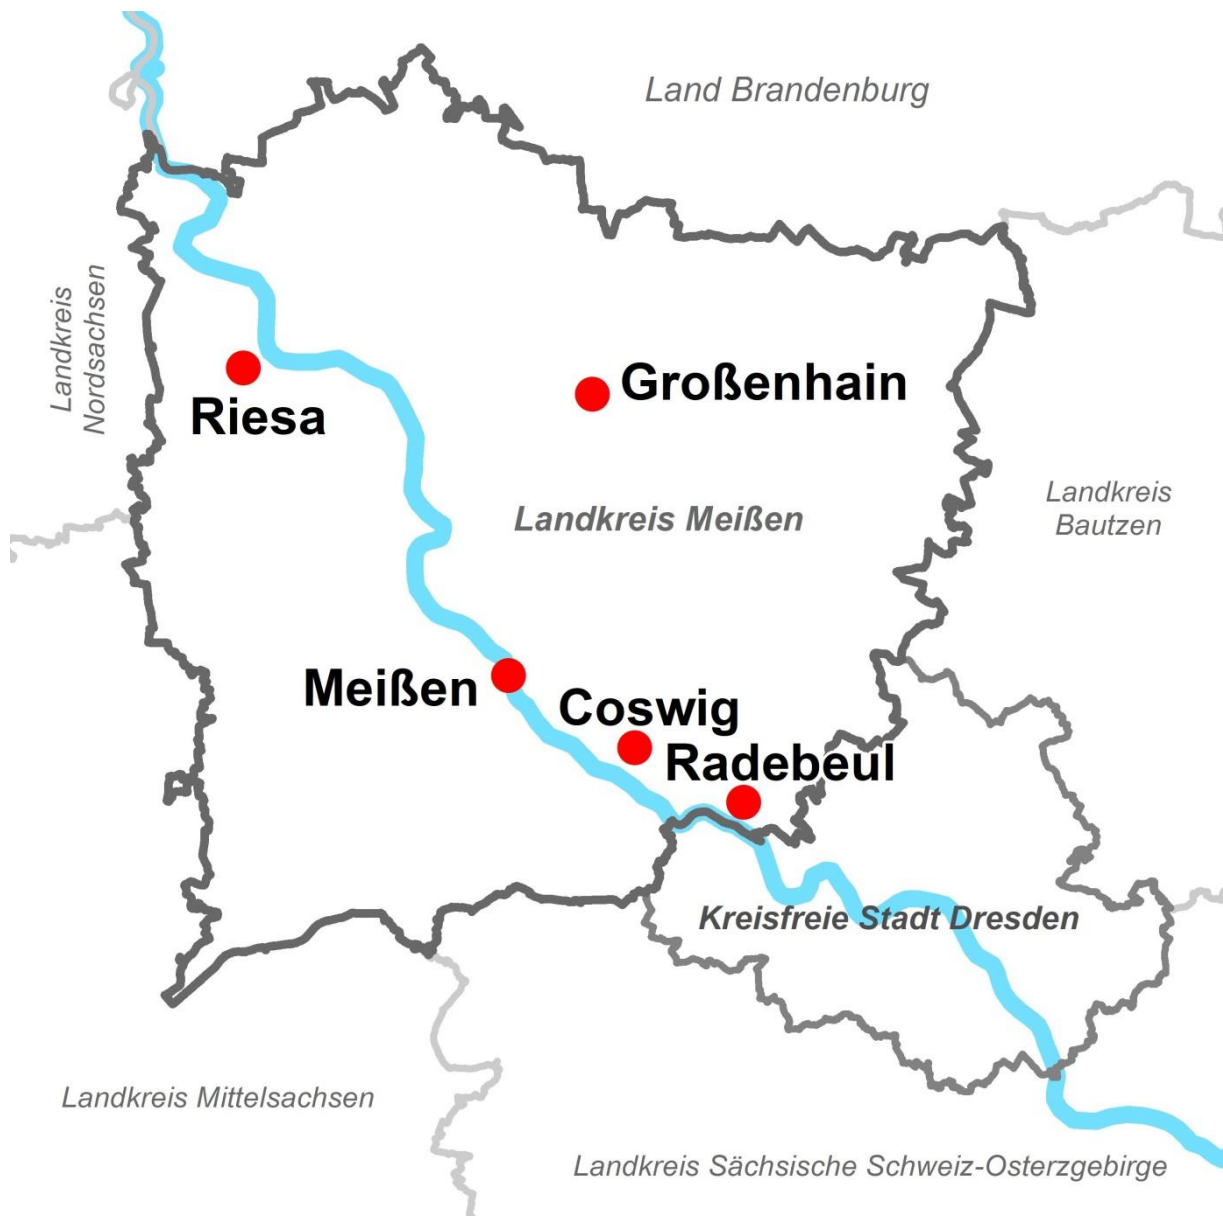 Land Brandenburg
Landkreis
Nordsachsen
Großenhain
Riesa
Landkreis
Bautzen
Landkreis Meißen
Meißen
Coswig
Radebeul
Kreisfreie Stadt Dresden
Landkreis Mittelsachsen
Landkreis Sächsische Schweiz-Osterzgebirge